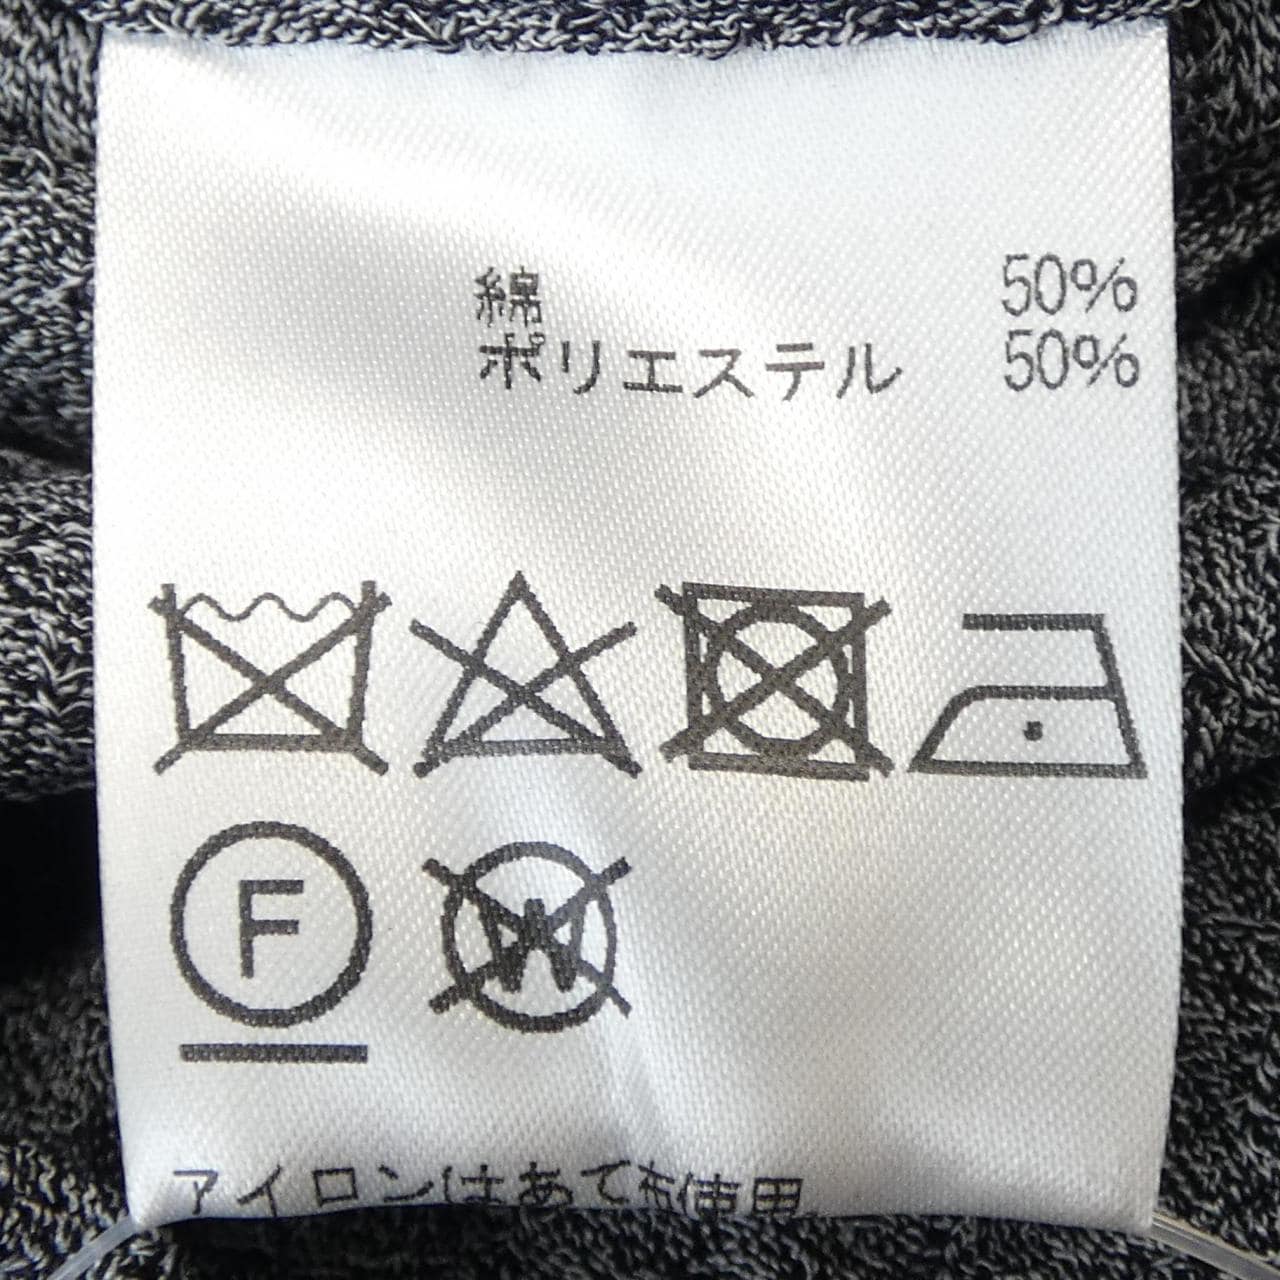 綿 50%
ポリエステル 50%
F W
アイロンはあて布使用